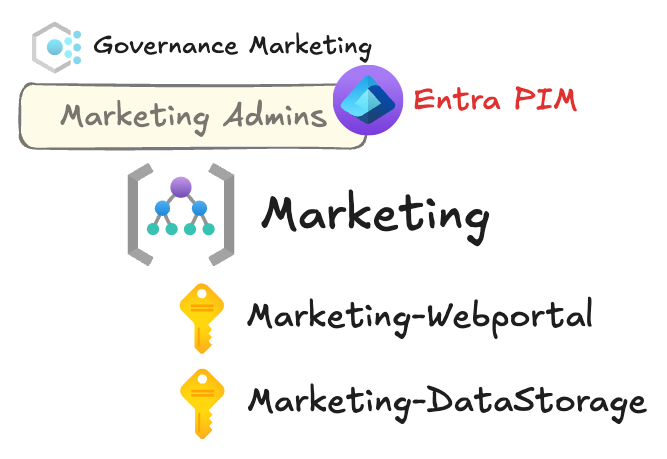 Governance Marketing
Marketing Admins
Entra PIM
Marketing
Marketing-Webportal
Marketing-DataStorage